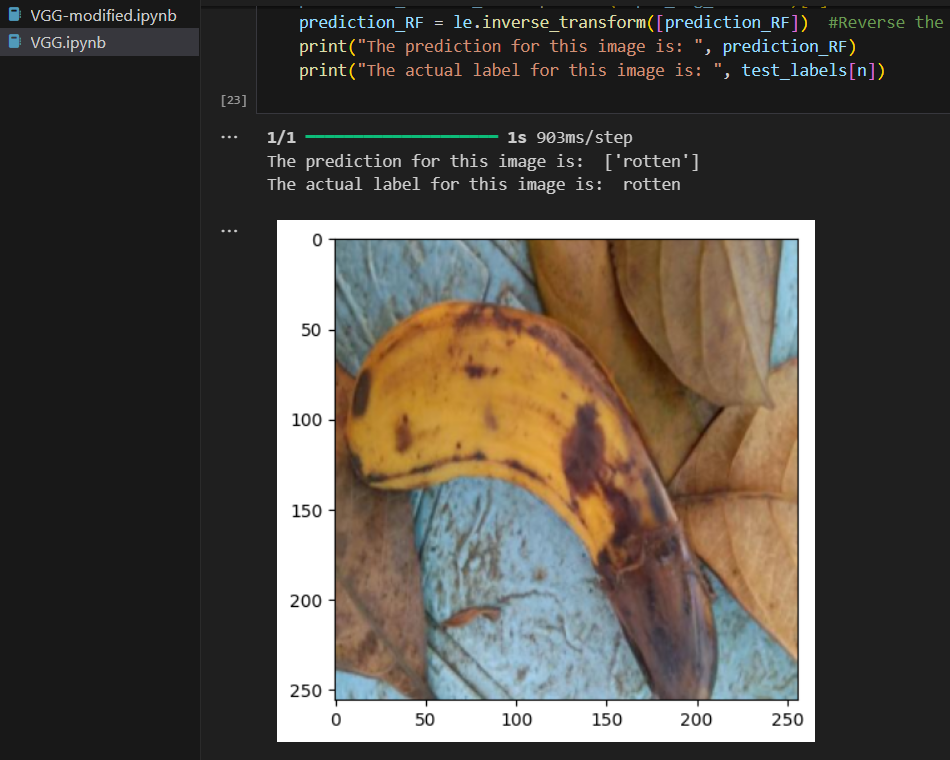 VGG-modified.ipynb
VGG.ipynb
prediction_RF = le.inverse_transform([prediction_RF]) #Reverse the
print("The prediction for this image is: ", prediction_RF)
print("The actual label for this image is: ", test_labels[n])
[23]
... 1/1 1s 903ms/step
The prediction for this image is: ['rotten']
The actual label for this image is: rotten
...
0
50
100
150
200
250
0 50 100 150 200 250